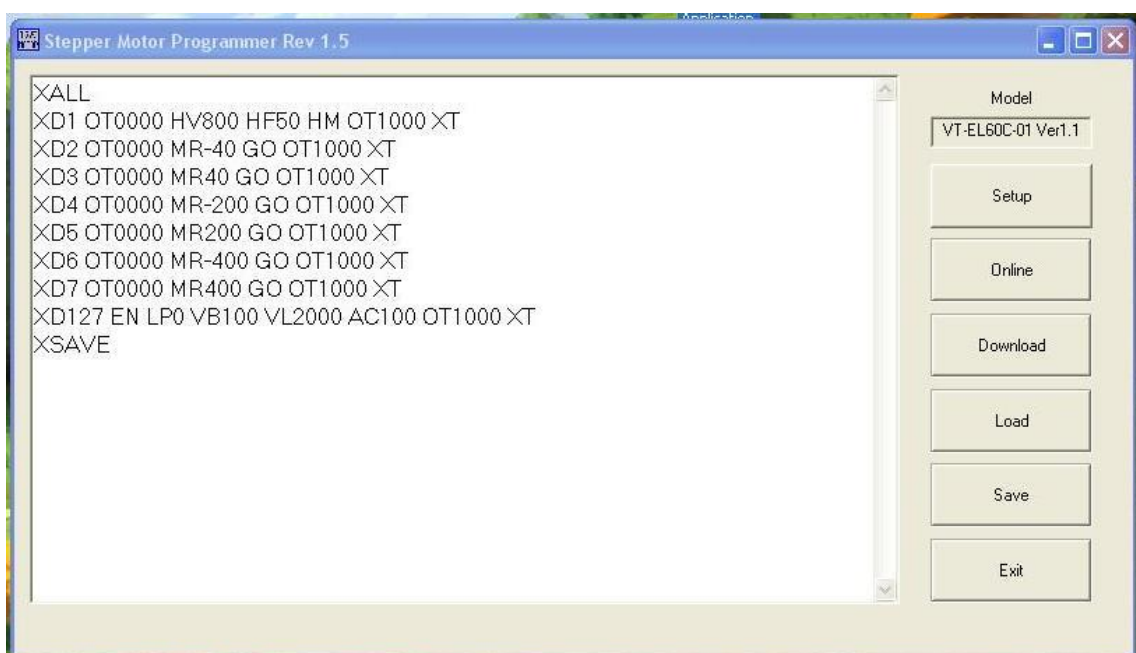 Application
Stepper Motor Programmer Rev 1.5
XALL
XD1 OT0000 HV800 HF50 HM OT1000 XT
XD2 OT0000 MR-40 GO OT1000 XT
XD3 OT0000 MR40 GO OT1000 XT
XD4 OT0000 MR-200 GO OT1000 XT
XD5 OT0000 MR200 GO OT1000 XT
XD6 OT0000 MR-400 GO OT1000 XT
XD7 OT0000 MR400 GO OT1000 XT
XD127 EN LP0 VB100 VL2000 AC100 OT1000 XT
XSAVE
Model
VT-EL60C-01 Ver1.1
Setup
Online
Download
Load
Save
Exit